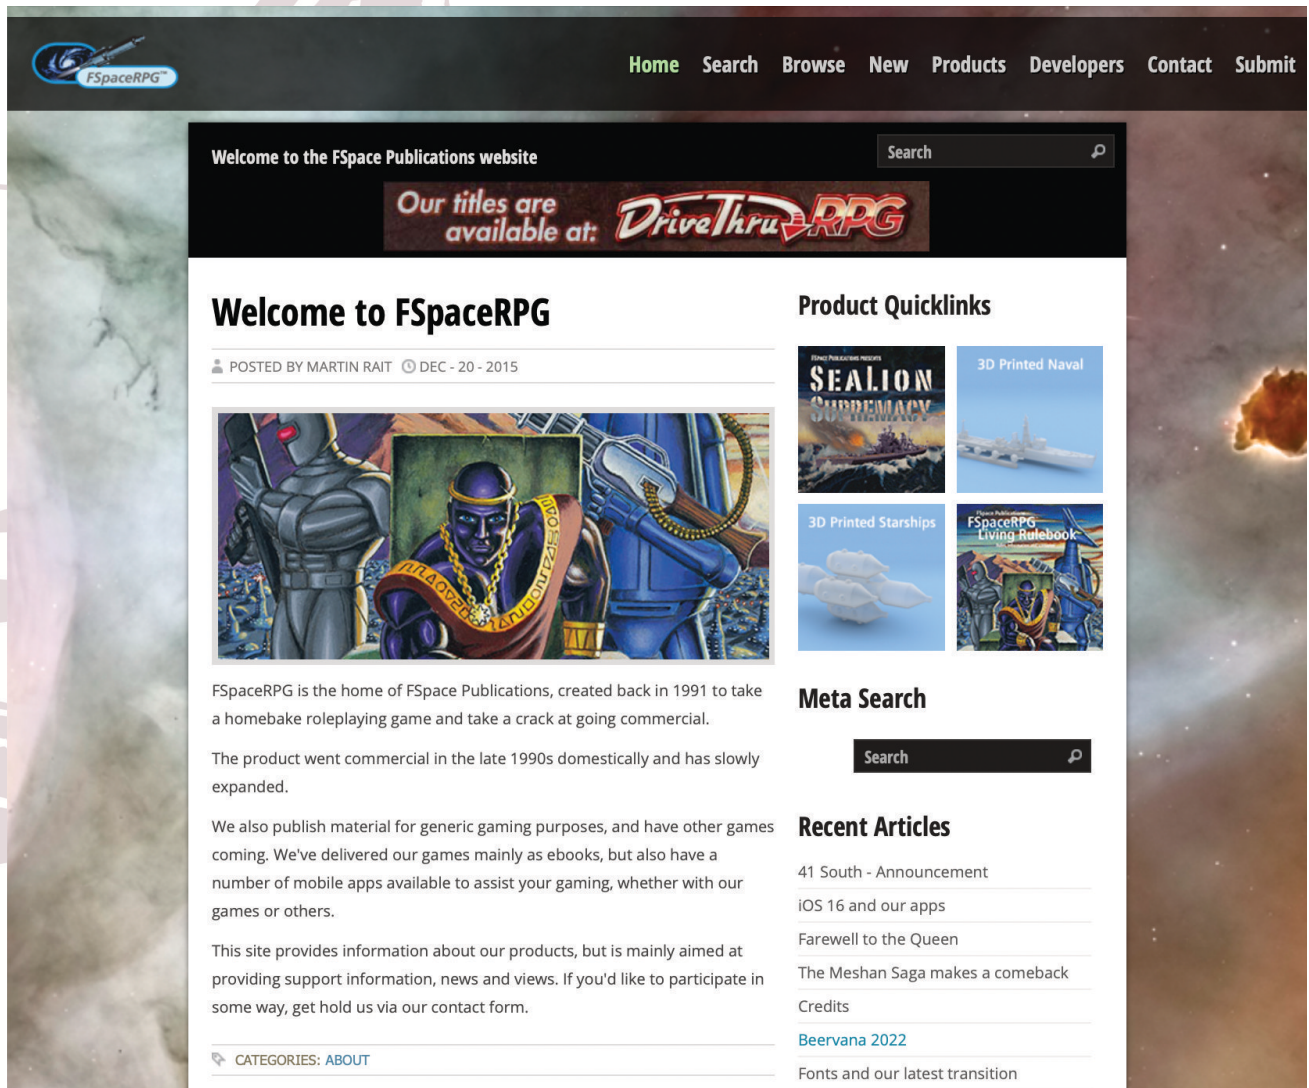 FSpaceRPG™
Home Search Browse New Products Developers Contact Submit
Welcome to the FSpace Publications website
Search
Our titles are
available at:
DriveThruRPG
Welcome to FSpaceRPG
POSTED BY MARTIN RAIT DEC - 20 - 2015
FSpaceRPG is the home of FSpace Publications, created back in 1991 to take
a homebake roleplaying game and take a crack at going commercial.
The product went commercial in the late 1990s domestically and has slowly
expanded.
We also publish material for generic gaming purposes, and have other games
coming. We've delivered our games mainly as ebooks, but also have a
number of mobile apps available to assist your gaming, whether with our
games or others.
This site provides information about our products, but is mainly aimed at
providing support information, news and views. If you'd like to participate in
some way, get hold us via our contact form.
CATEGORIES: ABOUT
Product Quicklinks
FSPACE PUBLICATIONS PRESENTS
SEALION
SUPREMACY
3D Printed Naval
3D Printed Starships
FSpace Publications
FSpaceRPG
Living Rulebook
Meta Search
Search
Recent Articles
41 South - Announcement
iOS 16 and our apps
Farewell to the Queen
The Meshan Saga makes a comeback
Credits
Beervana 2022
Fonts and our latest transition